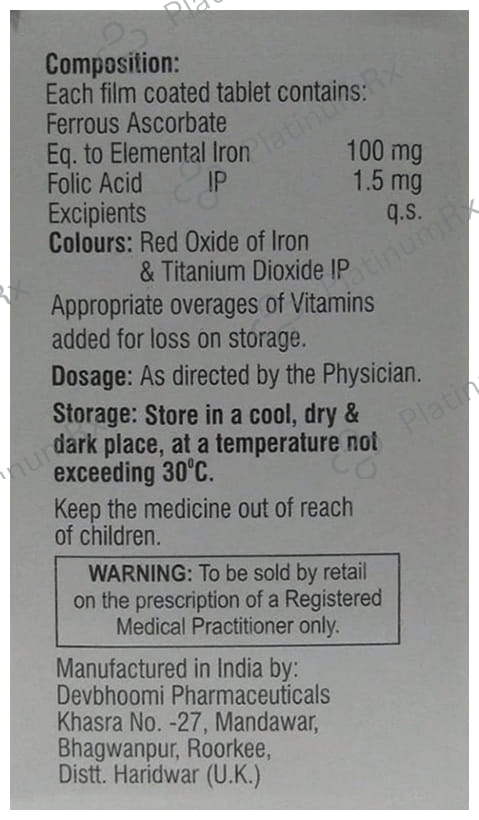 Composition:
Each film coated tablet contains:
Ferrous Ascorbate
Eq. to Elemental Iron 100 mg
Folic Acid IP 1.5 mg
Excipients q.s.
Colours: Red Oxide of Iron
& Titanium Dioxide IP
Appropriate overages of Vitamins
added for loss on storage.
Dosage: As directed by the Physician.
Storage: Store in a cool, dry &
dark place, at a temperature not
exceeding 30°C.
Keep the medicine out of reach
of children.
WARNING: To be sold by retail
on the prescription of a Registered
Medical Practitioner only.
Manufactured in India by:
Devbhoomi Pharmaceuticals
Khasra No. -27, Mandawar,
Bhagwanpur, Roorkee,
Distt. Haridwar (U.K.)
PlatinumRx
PlatinumRx